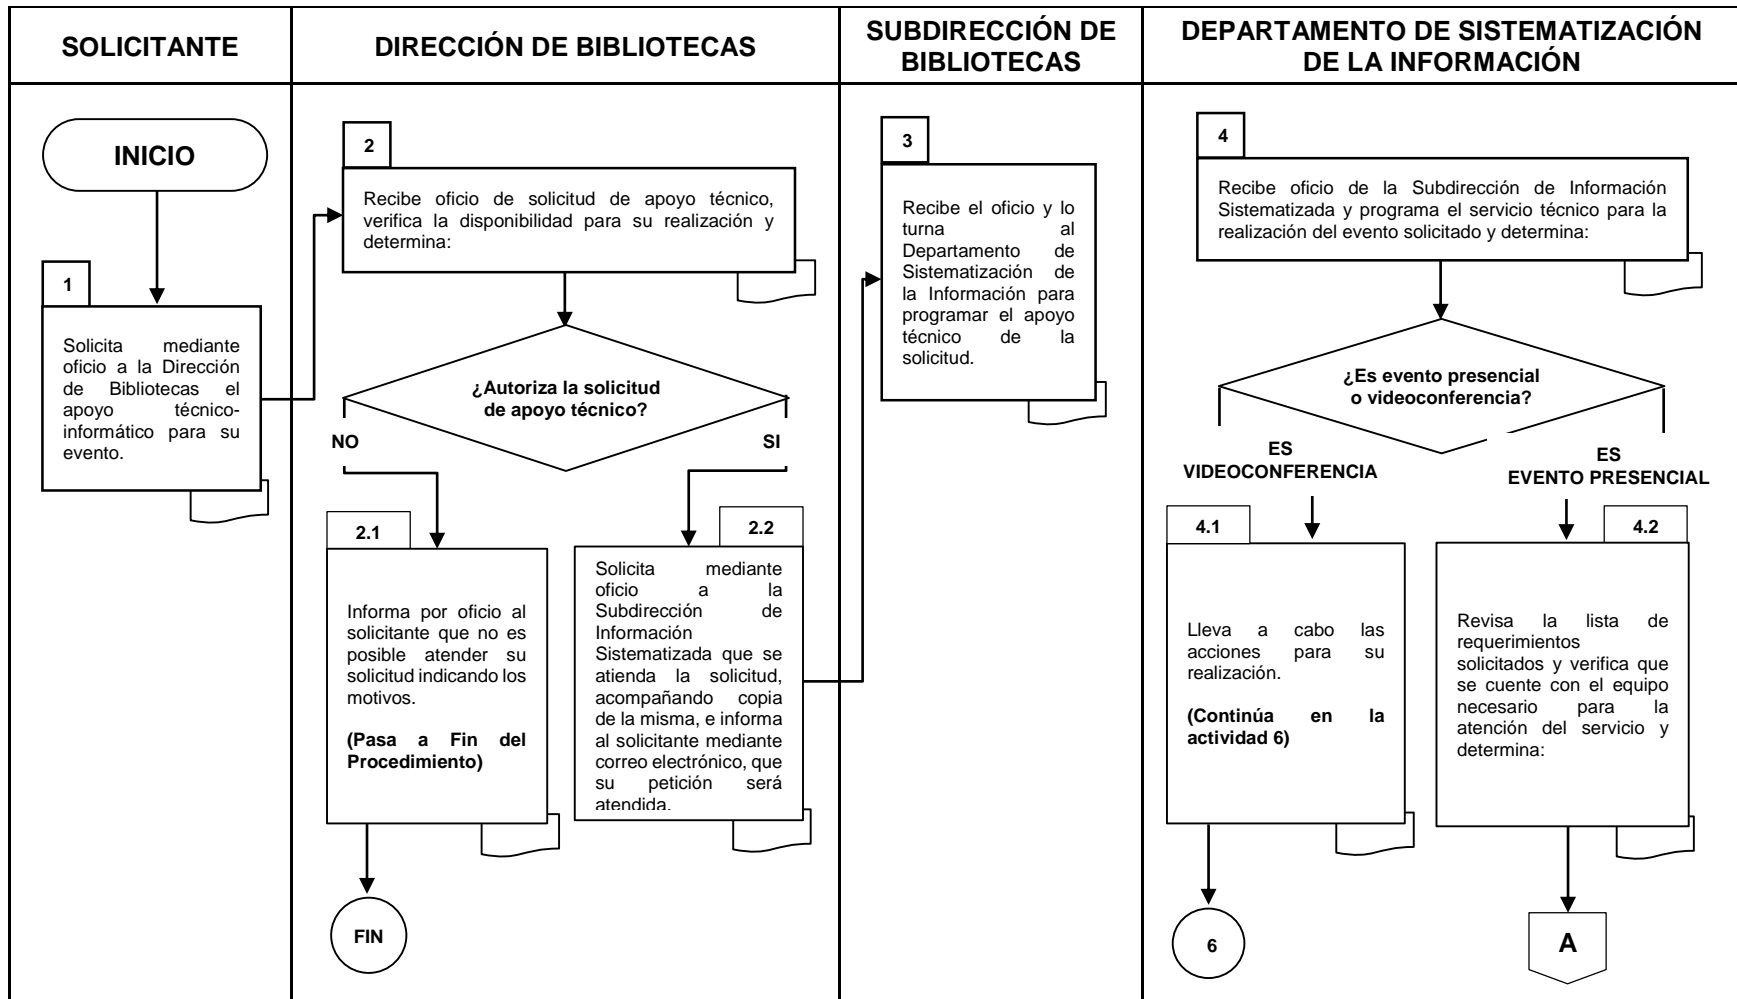 SOLICITANTE
DIRECCIÓN DE BIBLIOTECAS
SUBDIRECCIÓN DE
BIBLIOTECAS
DEPARTAMENTO DE SISTEMATIZACIÓN
DE LA INFORMACIÓN
INICIO
1
Solicita mediante
oficio a la Dirección
de Bibliotecas el
apoyo técnico-
informático para su
evento.
2
Recibe oficio de solicitud de apoyo técnico,
verifica la disponibilidad para su realización y
determina:
¿Autoriza la solicitud
de apoyo técnico?
NO
SI
2.1
Informa por oficio al
solicitante que no es
posible atender su
solicitud indicando los
motivos.
(Pasa a Fin del
Procedimiento)
FIN
2.2
Solicita mediante
oficio a la
Subdirección de
Información
Sistematizada que se
atienda la solicitud,
acompañando copia
de la misma, e informa
al solicitante mediante
correo electrónico, que
su petición será
atendida.
3
Recibe el oficio y lo
turna al
Departamento de
Sistematización de
la Información para
programar el apoyo
técnico de la
solicitud.
4
Recibe oficio de la Subdirección de Información
Sistematizada y programa el servicio técnico para la
realización del evento solicitado y determina:
¿Es evento presencial
o videoconferencia?
ES
VIDEOCONFERENCIA
ES
EVENTO PRESENCIAL
4.1
Lleva a cabo las
acciones para su
realización.
(Continúa en la
actividad 6)
6
4.2
Revisa la lista de
requerimientos
solicitados y verifica que
se cuente con el equipo
necesario para la
atención del servicio y
determina:
A